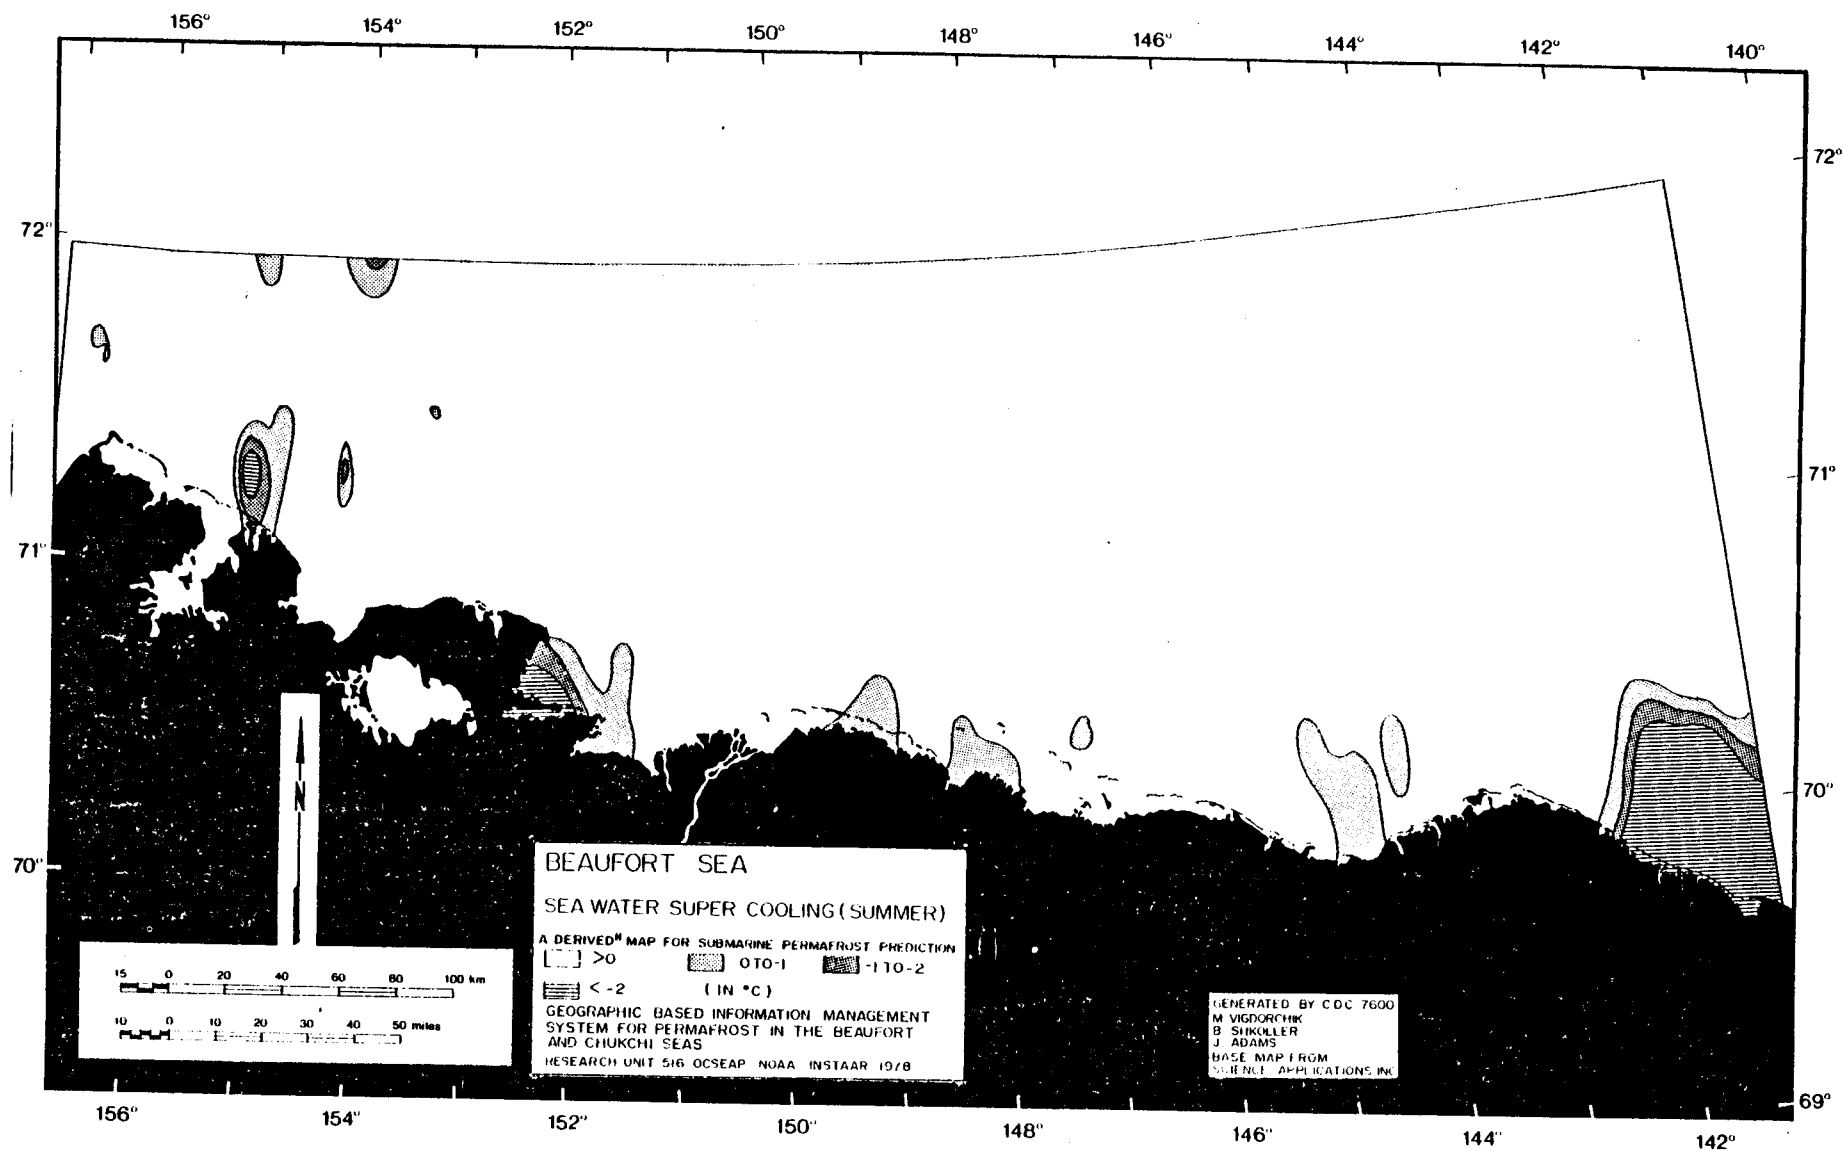 156° 154° 152° 150° 148° 146° 144° 142° 140°
72° 72°
71° 71°
70° 70°
69°
N
BEAUFORT SEA
SEA WATER SUPER COOLING (SUMMER)
A DERIVED" MAP FOR SUBMARINE PERMAFROST PREDICTION
>0 0 TO -1 -1 TO -2
< -2 (IN °C)
GEOGRAPHIC BASED INFORMATION MANAGEMENT
SYSTEM FOR PERMAFROST IN THE BEAUFORT
AND CHUKCHI SEAS
RESEARCH UNIT 516 OCSEAP NOAA INSTAAR 1978
15 0 20 40 60 80 100 km
10 0 10 20 30 40 50 miles
GENERATED BY CDC 7600
M VIGDORCHIK
B SHKOLLER
J. ADAMS
BASE MAP FROM
SCIENCE APPLICATIONS INC
156° 154° 152° 150° 148° 146° 144° 142°